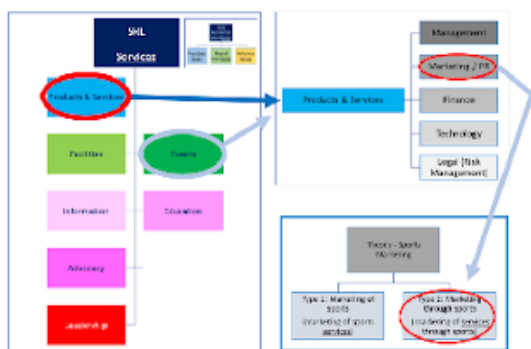 SRL
Services
Products & Services
Facilities
Events
Information
Education
Advocacy
Leadership
Management
Marketing / PR
Products & Services
Finance
Technology
Legal (Risk
Management)
Theory - Sports
Marketing
Type 1: Marketing of
sports
(marketing of sports
services)
Type 2: Marketing
through sports
(marketing of services
through sports)